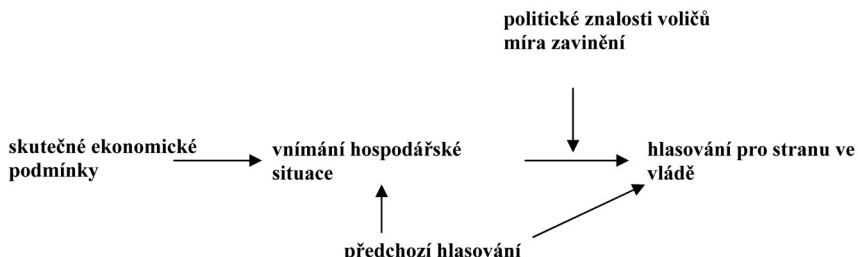 politické znalosti voličů
míra zavinění
skutečné ekonomické
podmínky
vnímání hospodářské
situace
hlasování pro stranu ve
vládě
předchozí hlasování